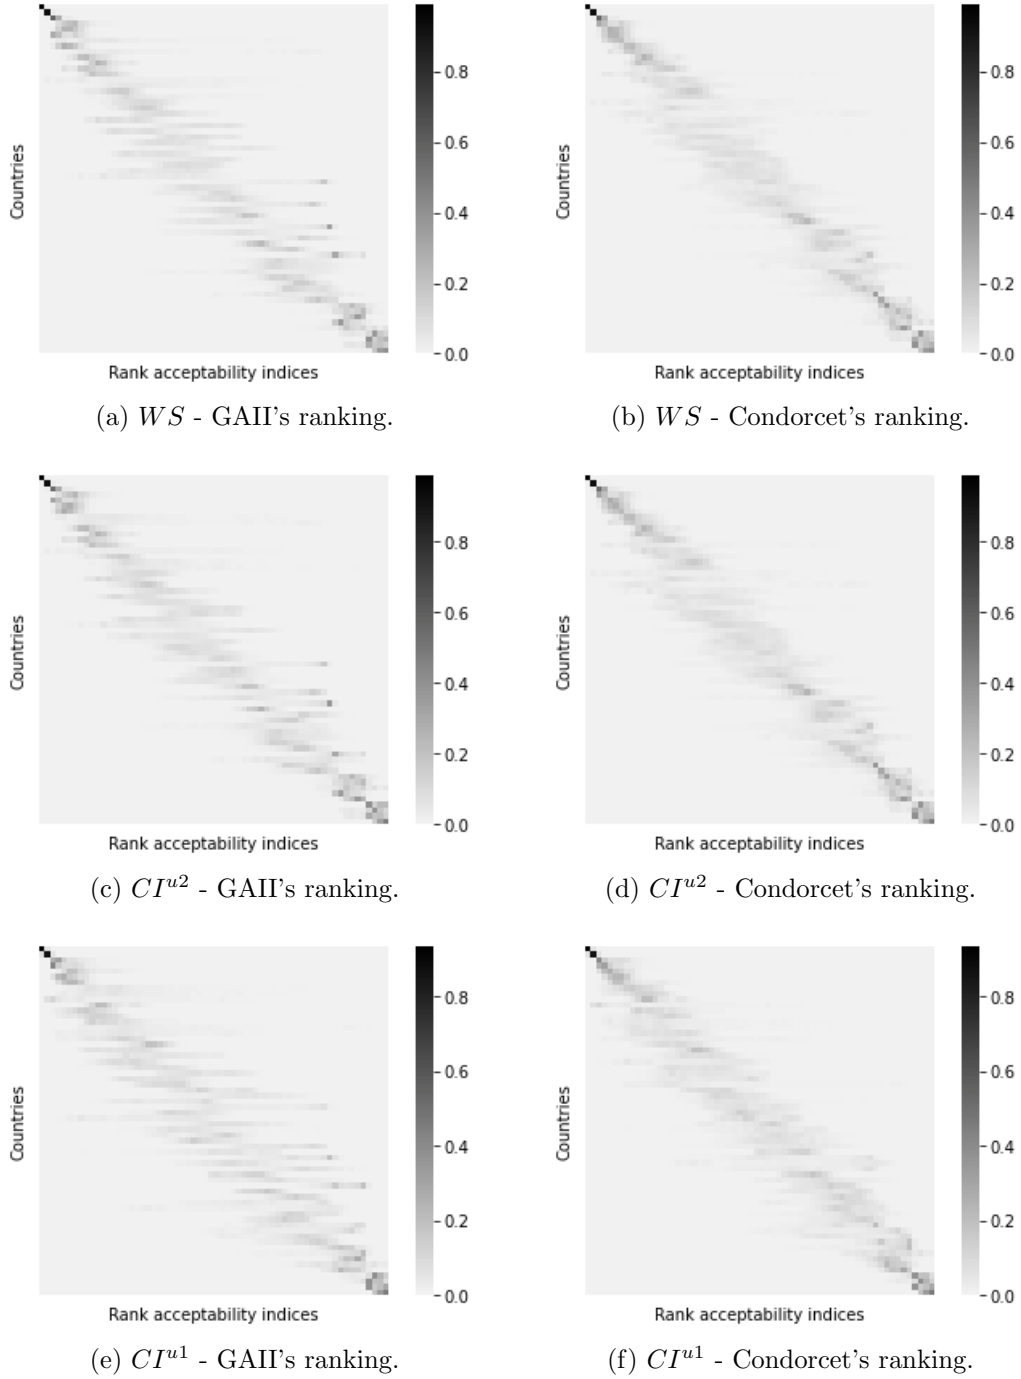 Countries
0.8
0.6
0.4
0.2
0.0
Rank acceptability indices
(a) WS - GAII's ranking.
Countries
0.8
0.6
0.4
0.2
0.0
Rank acceptability indices
(b) WS - Condorcet's ranking.
Countries
0.8
0.6
0.4
0.2
0.0
Rank acceptability indices
(c) CI^{u2} - GAII's ranking.
Countries
0.8
0.6
0.4
0.2
0.0
Rank acceptability indices
(d) CI^{u2} - Condorcet's ranking.
Countries
0.8
0.6
0.4
0.2
0.0
Rank acceptability indices
(e) CI^{u1} - GAII's ranking.
Countries
0.8
0.6
0.4
0.2
0.0
Rank acceptability indices
(f) CI^{u1} - Condorcet's ranking.